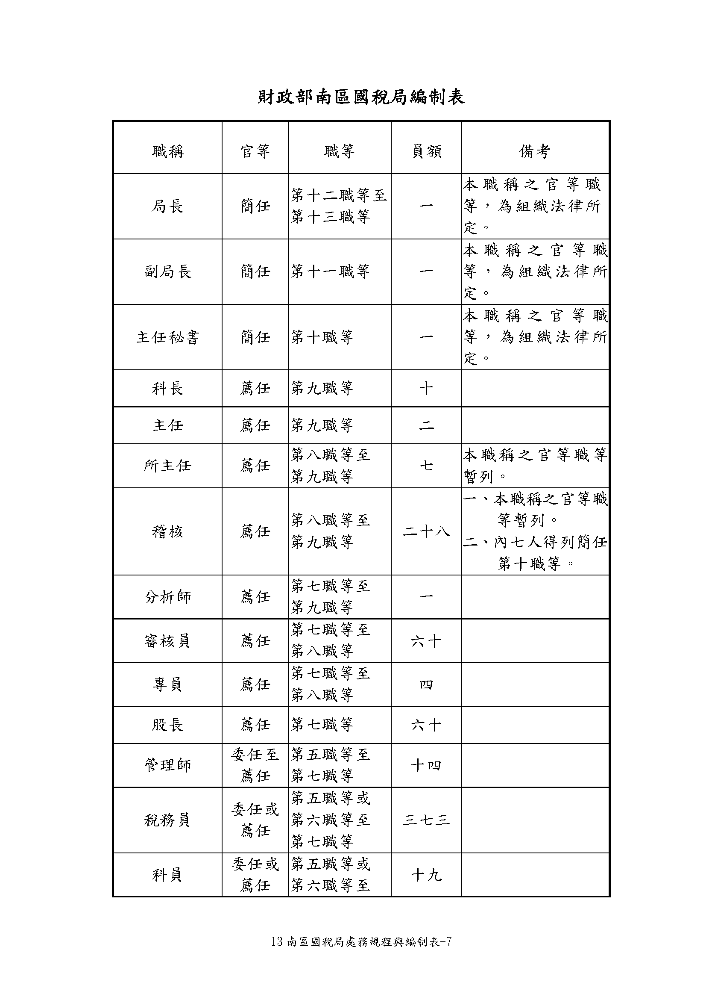 財政部南區國稅局編制表
職稱 官等 職等 員額 備考
局長 簡任 第十二職等至 一 本職稱之官等職
第十三職等 等，為組織法律所
定。
副局長 簡任 第十一職等 一 本職稱之官等職
等，為組織法律所
定。
主任秘書 簡任 第十職等 一 本職稱之官等職
等，為組織法律所
定。
科長 薦任 第九職等 十
主任 薦任 第九職等 二
所主任 薦任 第八職等至 七 本職稱之官等職等
第九職等 暫列。
稽核 薦任 第八職等至 二十八 一、本職稱之官等職
第九職等 等暫列。
二、內七人得列簡任
第十職等。
分析師 薦任 第七職等至 一
第九職等
審核員 薦任 第七職等至 六十
第八職等
專員 薦任 第七職等至 四
第八職等
股長 薦任 第七職等 六十
管理師 委任至 第五職等至 十四
薦任 第七職等
稅務員 委任或 第五職等或 三七三
薦任 第六職等至
第七職等
科員 委任或 第五職等或 十九
薦任 第六職等至
13 南區國稅局處務規程與編制表-7